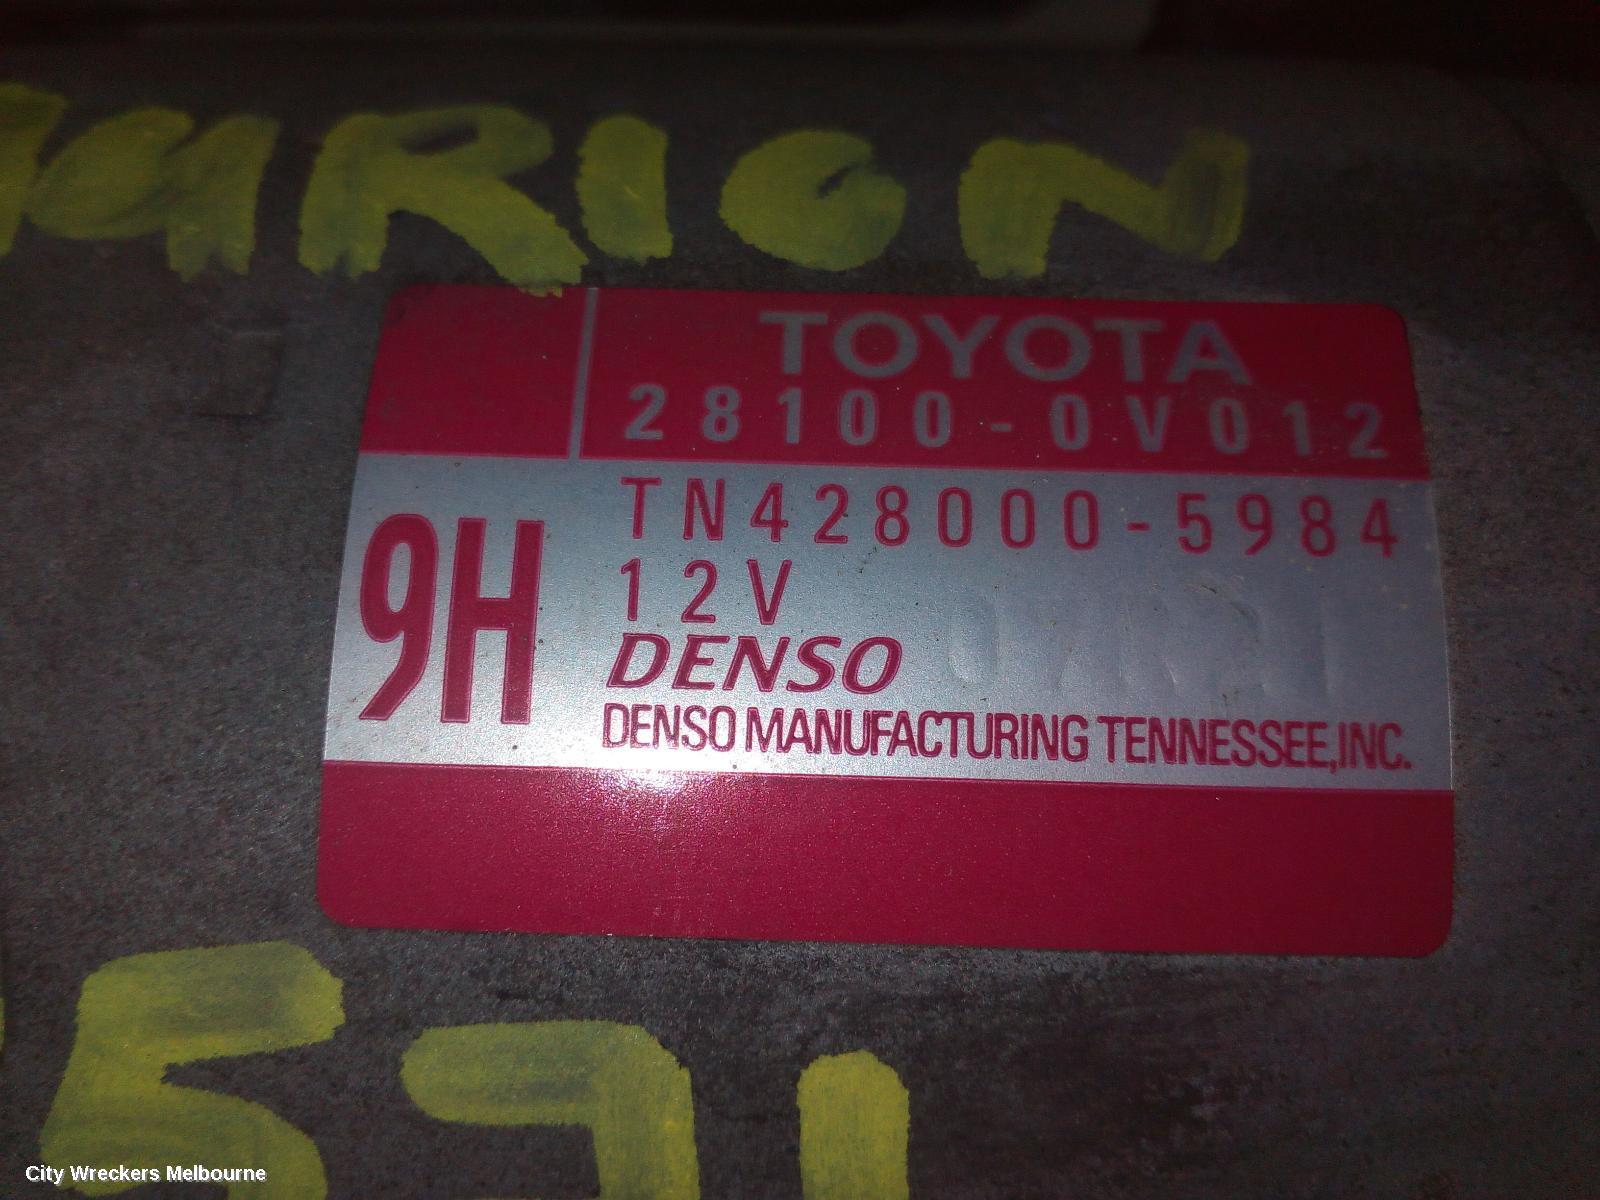 TOYOTA
28100-0V012
TN428000-5984
9H
12V
DENSO
DENSO MANUFACTURING TENNESSEE,INC.
City Wreckers Melbourne